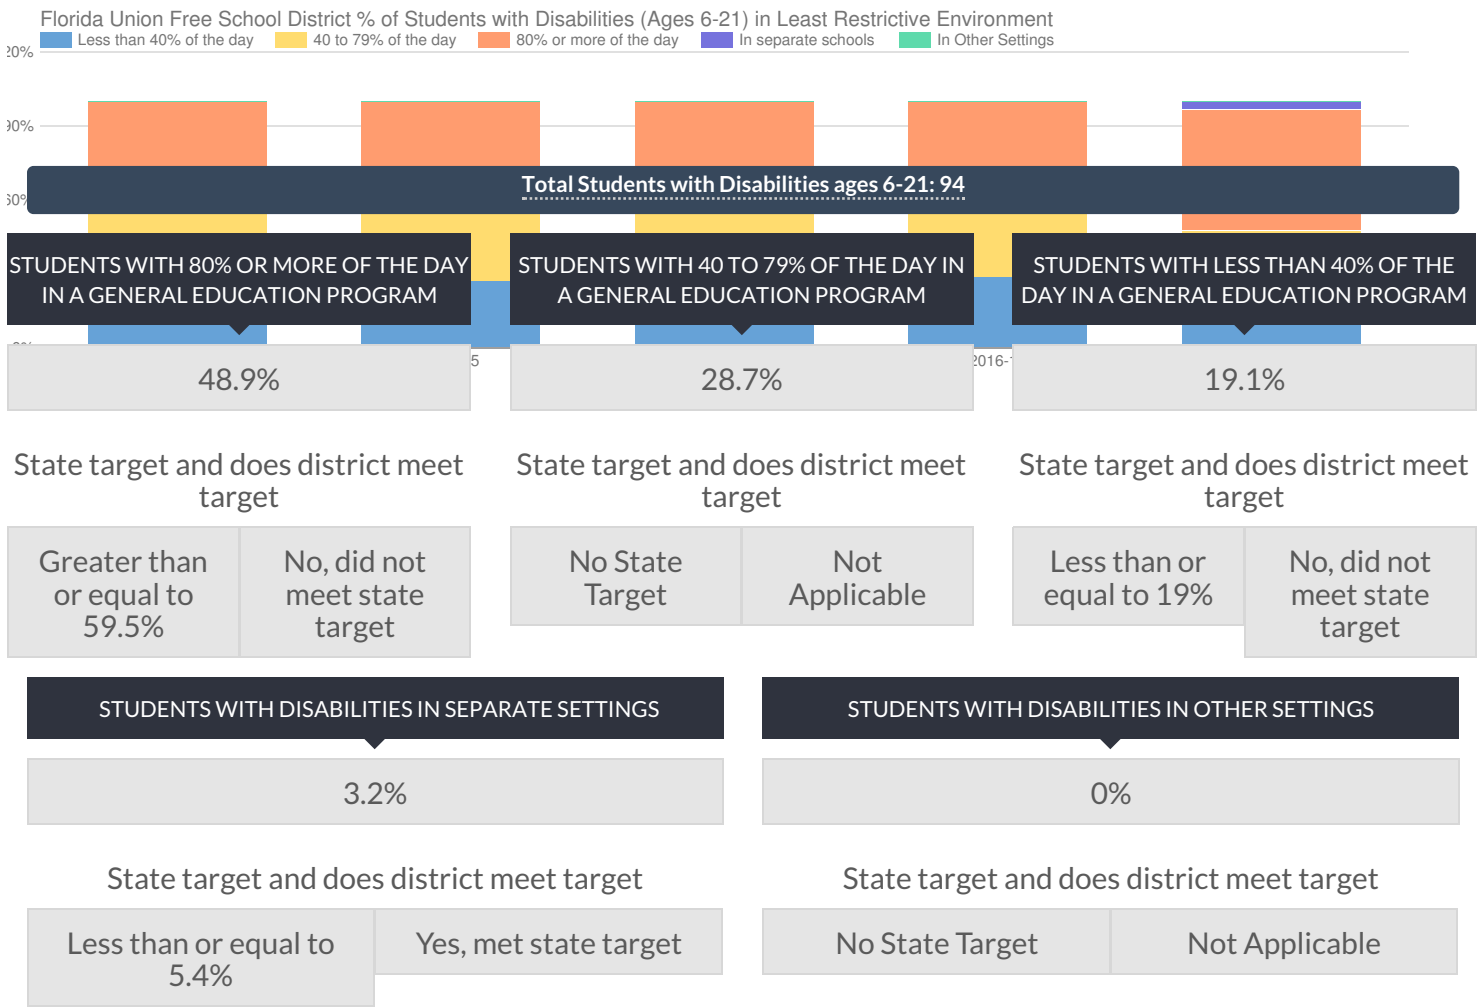 Florida Union Free School District % of Students with Disabilities (Ages 6-21) in Least Restrictive Environment
Less than 40% of the day 40 to 79% of the day 80% or more of the day In separate schools In Other Settings
20%
90%
Total Students with Disabilities ages 6-21: 94
60%
STUDENTS WITH 80% OR MORE OF THE DAY
IN A GENERAL EDUCATION PROGRAM
STUDENTS WITH 40 TO 79% OF THE DAY IN
A GENERAL EDUCATION PROGRAM
STUDENTS WITH LESS THAN 40% OF THE
DAY IN A GENERAL EDUCATION PROGRAM
5
2016-1
48.9%
28.7%
19.1%
State target and does district meet
target
State target and does district meet
target
State target and does district meet
target
Greater than
or equal to
59.5%
No, did not
meet state
target
No State
Target
Not
Applicable
Less than or
equal to 19%
No, did not
meet state
target
STUDENTS WITH DISABILITIES IN SEPARATE SETTINGS
STUDENTS WITH DISABILITIES IN OTHER SETTINGS
3.2%
0%
State target and does district meet target
State target and does district meet target
Less than or equal to
5.4%
Yes, met state target
No State Target
Not Applicable